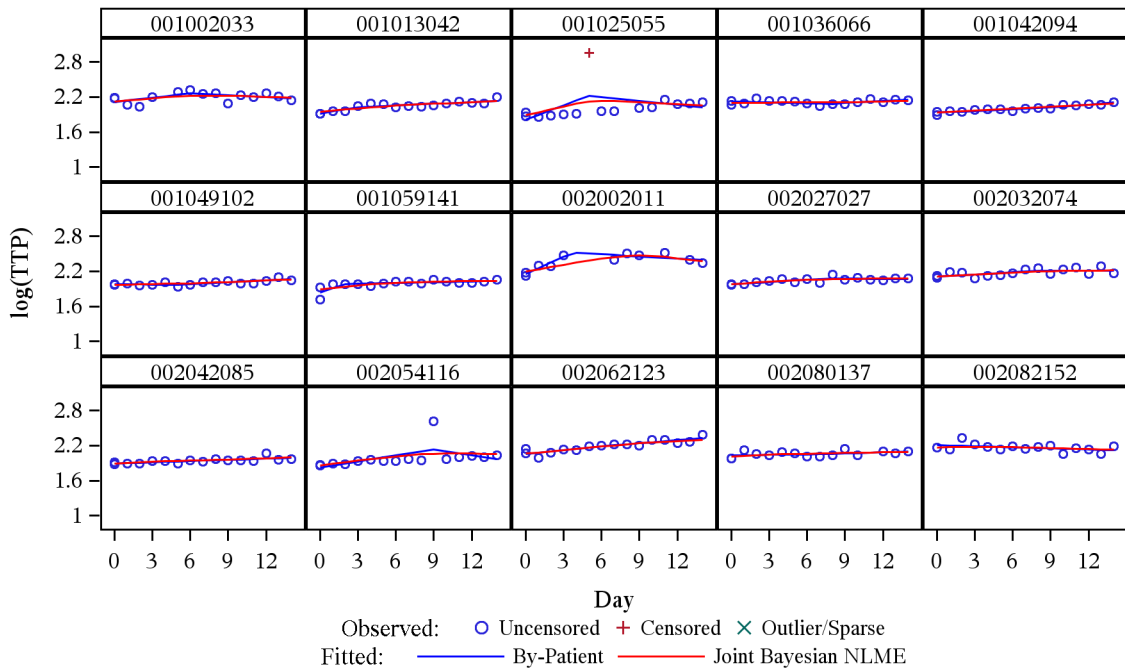 001002033 001013042 001025055 001036066 001042094
2.8
2.2
1.6
1
001049102 001059141 002002011 002027027 002032074
2.8
2.2
1.6
1
log(TTP)
002042085 002054116 002062123 002080137 002082152
2.8
2.2
1.6
1
0 3 6 9 12 0 3 6 9 12 0 3 6 9 12 0 3 6 9 12 0 3 6 9 12
Day
Observed: Uncensored Censored Outlier/Sparse
Fitted: By-Patient Joint Bayesian NLME